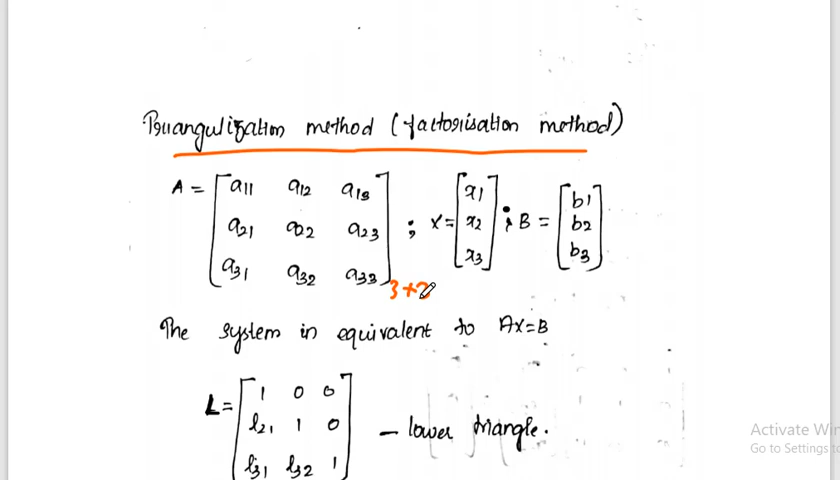 Triangulization method (factorisation method)
A = [a11 a12 a13; a21 a22 a23; a31 a32 a33] ; X = [x1; x2; x3] ; B = [b1; b2; b3]
3×3
The system in equivalent to AX=B
L = [1 0 0; l21 1 0; l31 l32 1] – lower triangle.
Activate Win
Go to Settings to